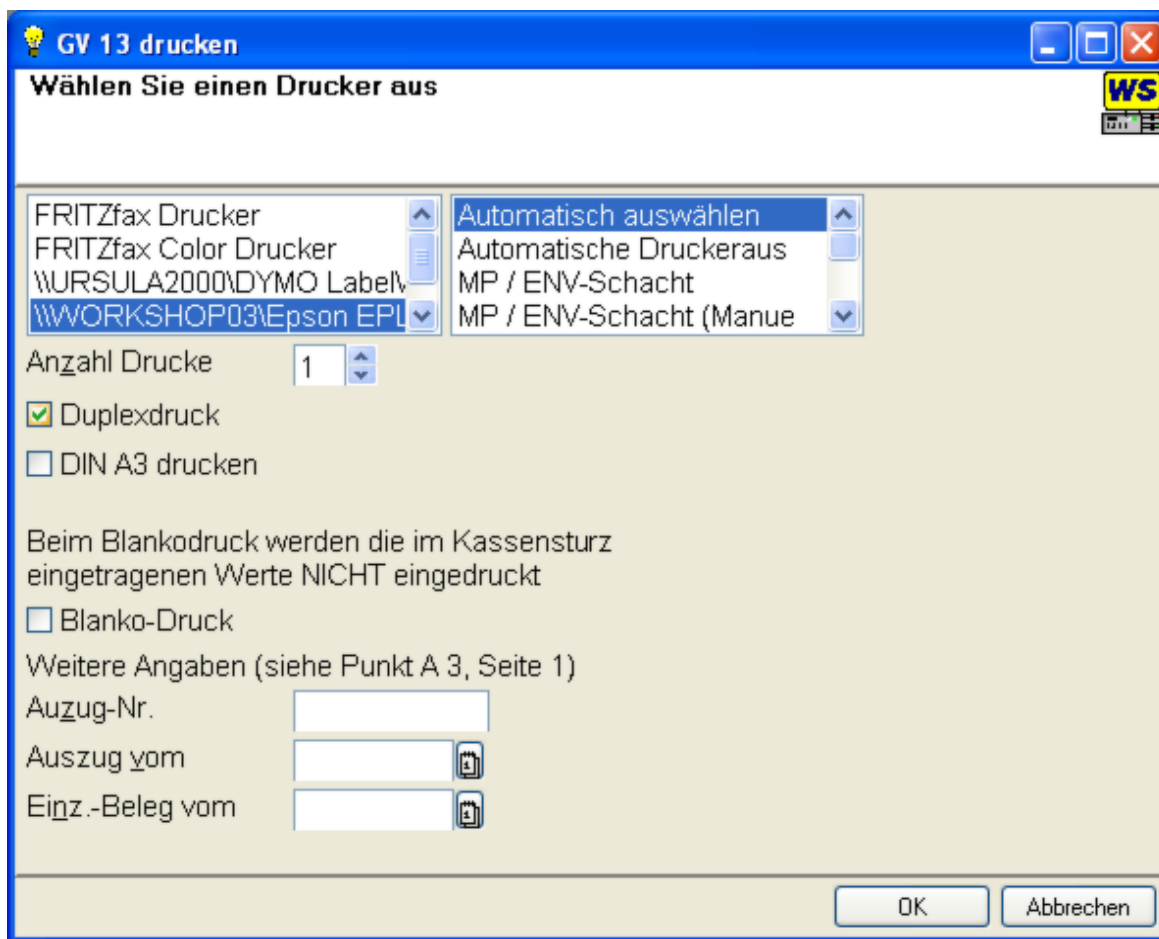 GV 13 drucken
Wählen Sie einen Drucker aus
WS
FRITZfax Drucker
FRITZfax Color Drucker
\\URSULA2000\DYMO Label\
\\WORKSHOP03\Epson EPL
Automatisch auswählen
Automatische Druckeraus
MP / ENV-Schacht
MP / ENV-Schacht (Manue
Anzahl Drucke
1
Duplexdruck
DIN A3 drucken
Beim Blankodruck werden die im Kassensturz
eingetragenen Werte NICHT eingedruckt
Blanko-Druck
Weitere Angaben (siehe Punkt A 3, Seite 1)
Auzug-Nr.
Auszug vom
Einz.-Beleg vom
OK
Abbrechen